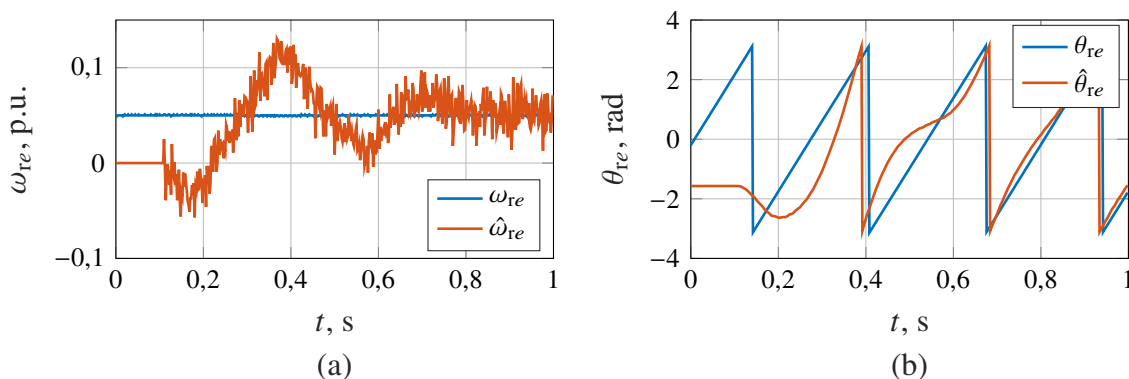 0,1
0
−0,1
ω_re, p.u.
ω_re
ω̂_re
0 0,2 0,4 0,6 0,8 1
t, s
(a)
4
2
0
−2
−4
θ_re, rad
θ_re
θ̂_re
0 0,2 0,4 0,6 0,8 1
t, s
(b)